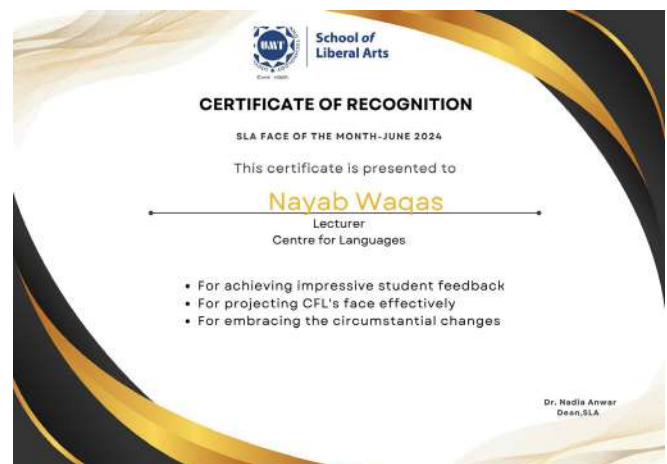 UMT
School of
Liberal Arts
CERTIFICATE OF RECOGNITION
SLA FACE OF THE MONTH-JUNE 2024
This certificate is presented to
Nayab Waqas
Lecturer
Centre for Languages
• For achieving impressive student feedback
• For projecting CFL's face effectively
• For embracing the circumstantial changes
Dr. Nadia Anwar
Dean,SLA